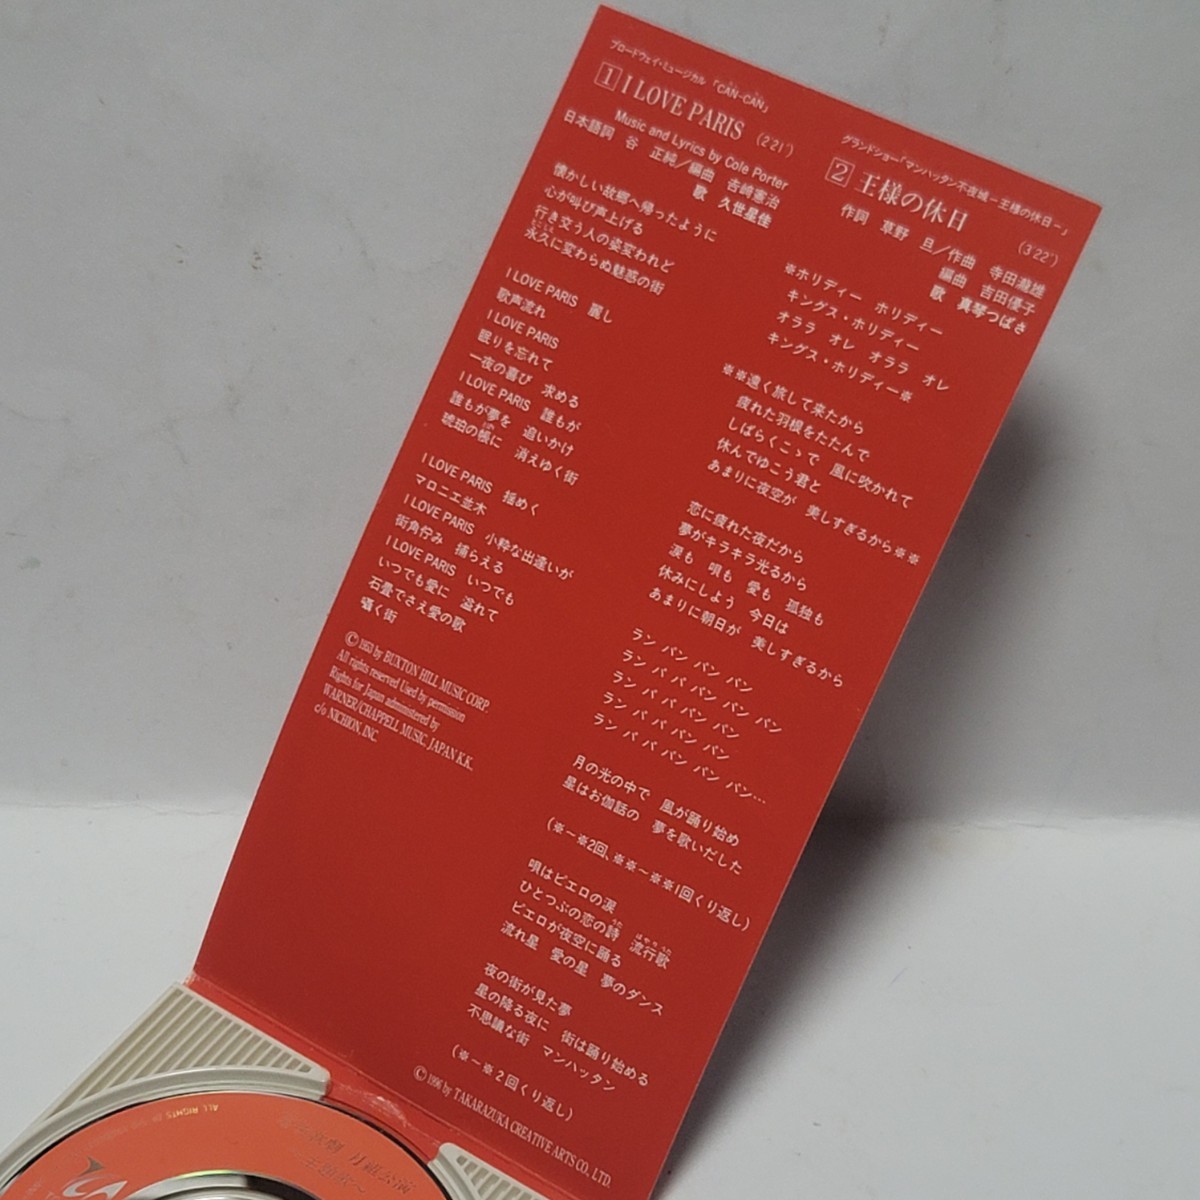 ブロードウェイ・ミュージカル「CAN-CAN」
1 I LOVE PARIS (2'21")
Music and Lyrics by Cole Porter
日本語詞 谷 正純/編曲 吉崎憲治
歌 久世星佳
懐かしい故郷へ帰ったように
心が叫び声上げる
行き交う人の姿変われど
永久に変わらぬ魅惑の街
I LOVE PARIS 麗し
歌声流れ
I LOVE PARIS
眠りを忘れて
一夜の喜び 求める
I LOVE PARIS 誰もが
誰もが夢を 追いかけ
琥珀の帳に 消えゆく街
I LOVE PARIS 揺めく
マロニエ並木
I LOVE PARIS 小粋な出逢いが
街角佇み 捕らえる
I LOVE PARIS いつでも
いつでも愛に 溢れて
石畳でさえ愛の歌
囁く街
© 1953 by BUXTON HILL MUSIC CORP.
All rights reserved Used by permission
Rights for Japan administered by
WARNER/CHAPPELL MUSIC, JAPAN K.K.
c/o NICHION, INC.
グランドショー「マンハッタン不夜城-王様の休日-」
2 王様の休日 (3'22")
作詞 草野 旦/作曲 寺田瀧雄
編曲 吉田優子
歌 真琴つばさ
※ホリディー ホリディー
キングス・ホリディー
オララ オレ オララ オレ
キングス・ホリディー※
※※遠く旅して来たから
疲れた羽根をたたんで
しばらくこゝで 風に吹かれて
休んでゆこう君と
あまりに夜空が 美しすぎるから※※
恋に疲れた夜だから
夢がキラキラ光るから
涙も 唄も 愛も 孤独も
休みにしよう 今日は
あまりに朝日が 美しすぎるから
ラン パン パン パン
ラン パ パ パン パン パン
ラン パ パ パン パン
ラン パ パ パン パン
ラン パ パ パン パン パン…
月の光の中で 風が踊り始め
星はお伽話の 夢を歌いだした
(※～※2回、※※～※※1回くり返し)
唄はピエロの涙
ひとつぶの恋の詩 流行歌
ピエロが夜空に踊る
流れ星 愛の星 夢のダンス
夜の街が見た夢
星の降る夜に 街は踊り始める
不思議な街 マンハッタン
(※～※2回くり返し)
© 1996 by TAKARAZUKA CREATIVE ARTS CO., LTD.